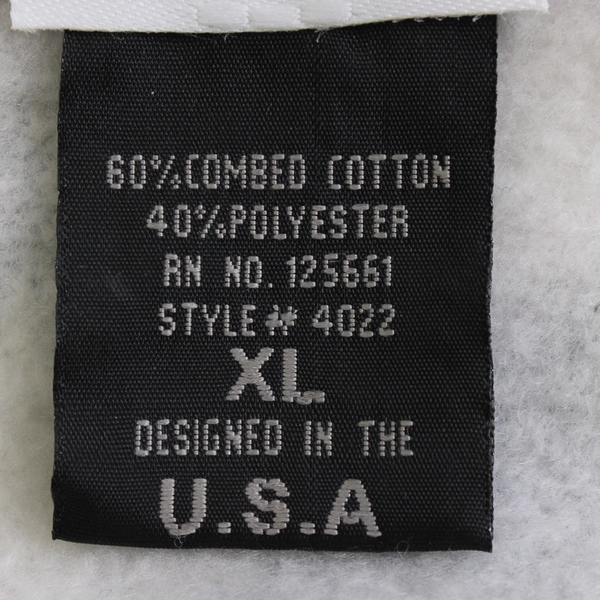 60%COMBED COTTON
40%POLYESTER
RN NO. 125661
STYLE# 4022
XL
DESIGNED IN THE
U.S.A